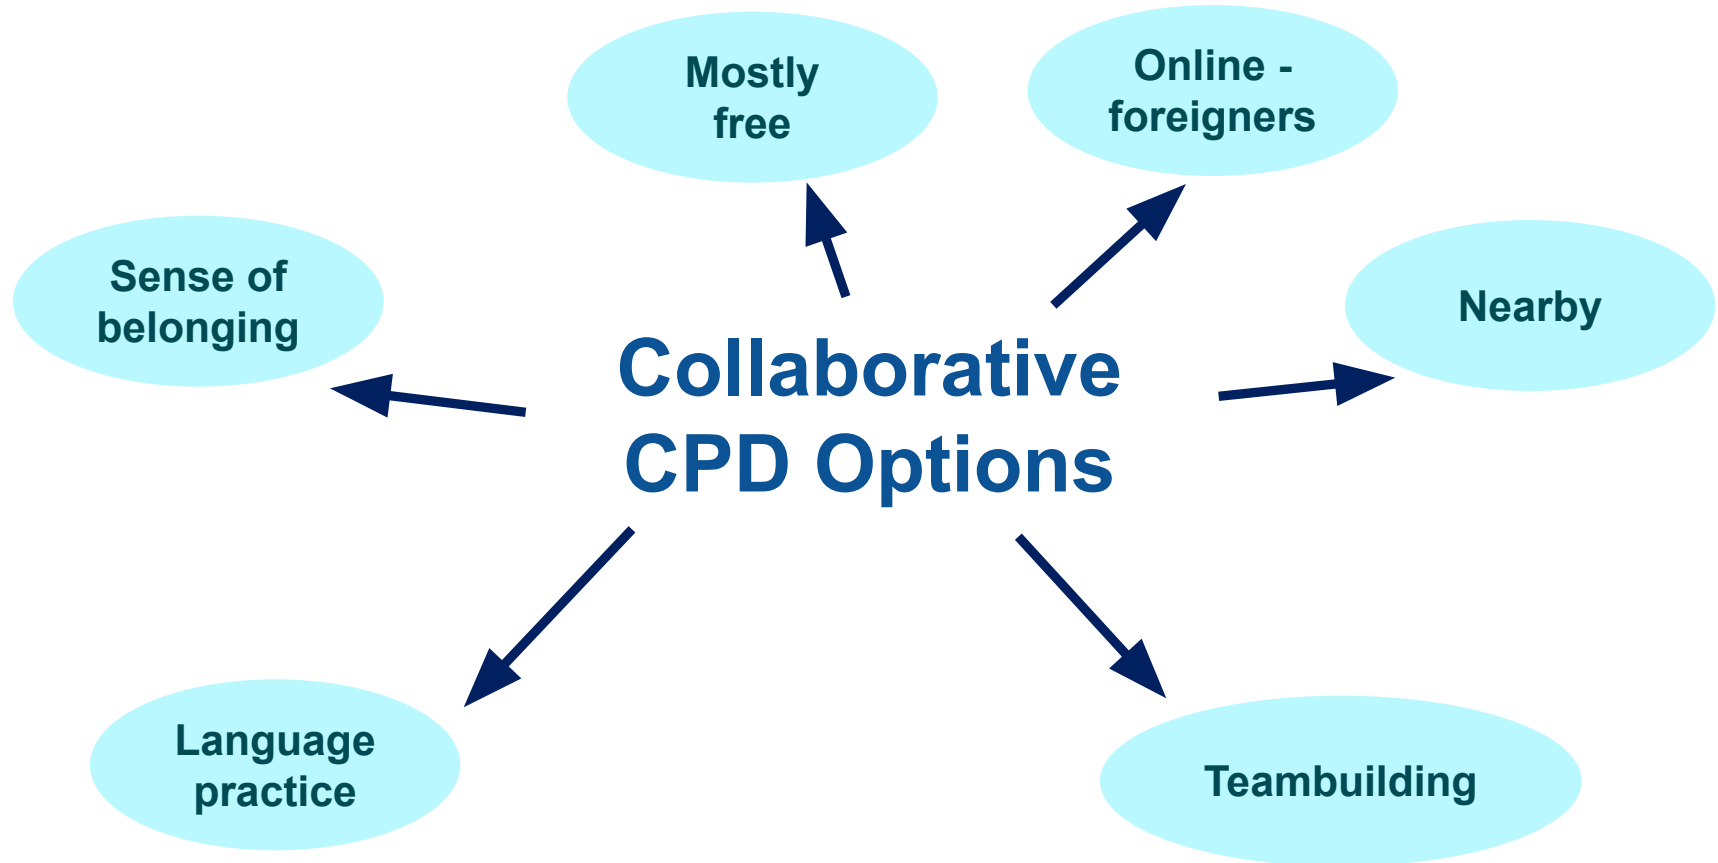 Mostly
free
Online -
foreigners
Sense of
belonging
Nearby
Collaborative
CPD Options
Language
practice
Teambuilding